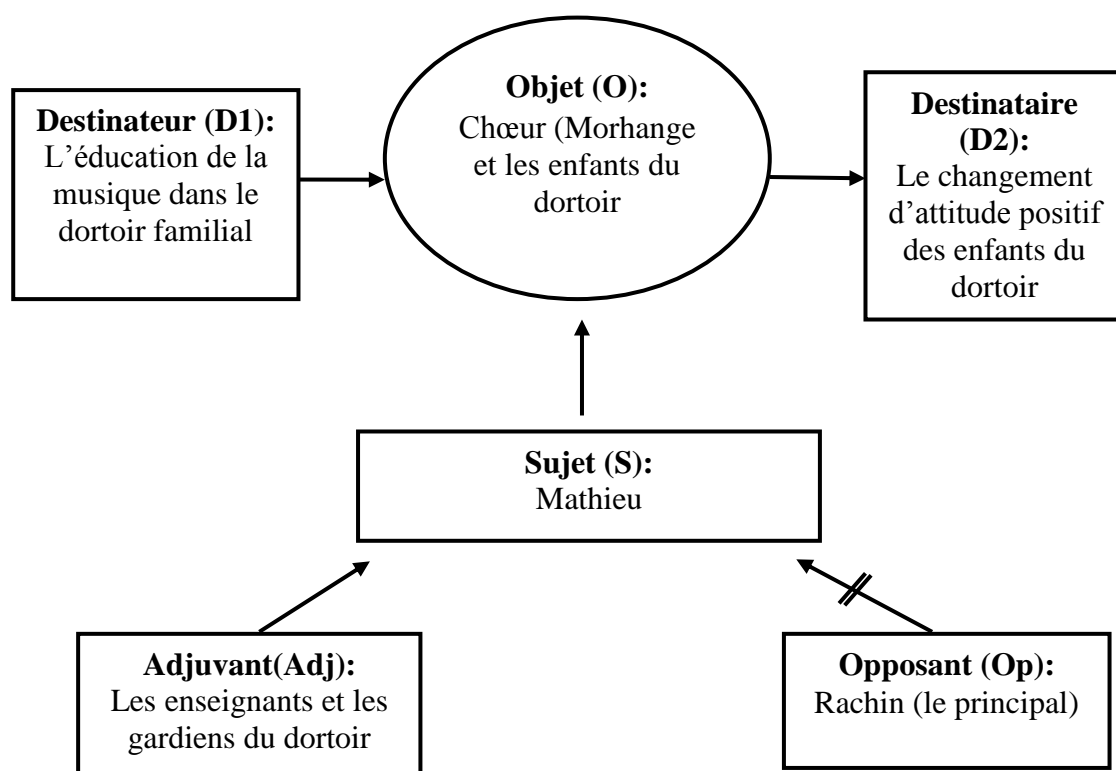 Destinateur (D1):
L’éducation de la
musique dans le
dortoir familial
Objet (O):
Chœur (Morhange
et les enfants du
dortoir
Destinataire
(D2):
Le changement
d’attitude positif
des enfants du
dortoir
Sujet (S):
Mathieu
Adjuvant(Adj):
Les enseignants et les
gardiens du dortoir
Opposant (Op):
Rachin (le principal)